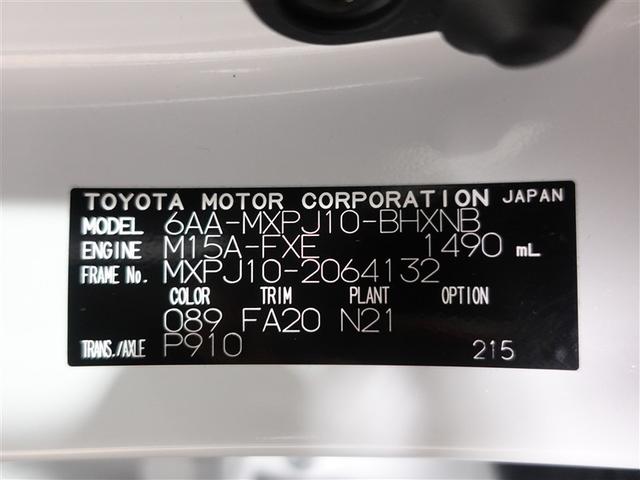 TOYOTA MOTOR CORPORATION JAPAN
MODEL 6AA-MXPJ10-BHXNB
ENGINE M15A-FXE 1490 mL
FRAME No. MXPJ10-2064132
COLOR TRIM PLANT OPTION
089 FA20 N21
TRANS./AXLE P910 215